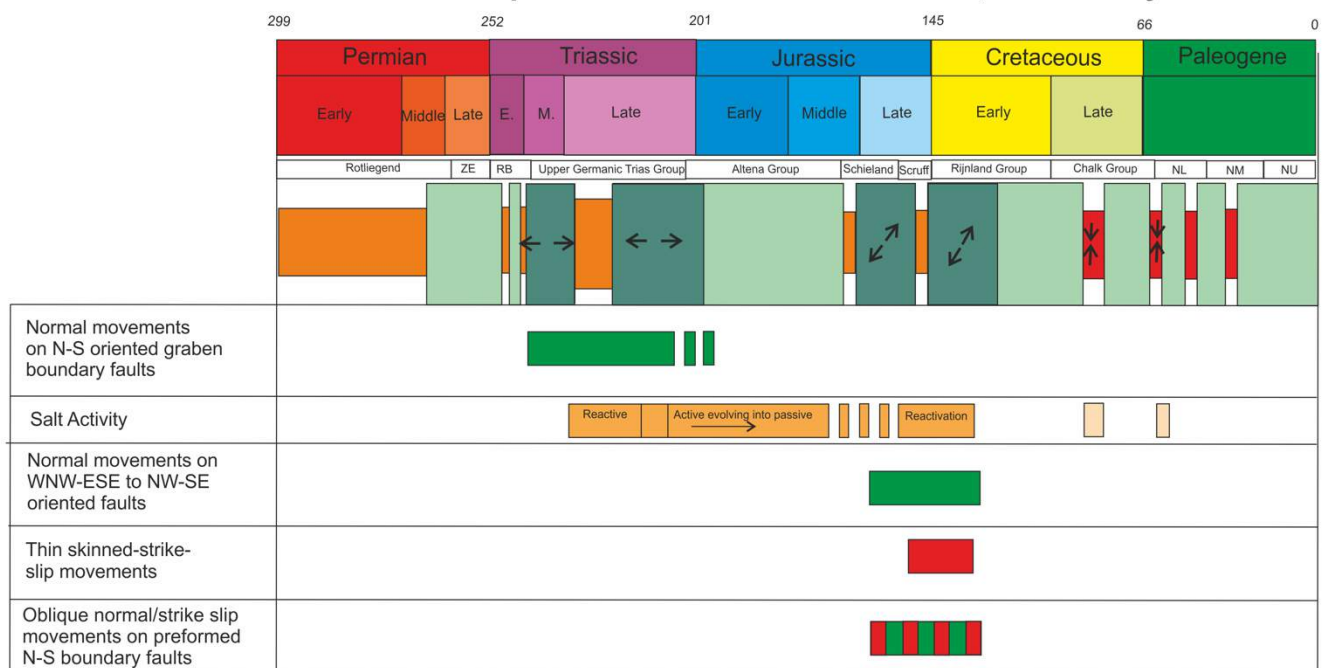 299 252 201 145 66 0
Permian Triassic Jurassic Cretaceous Paleogene
Early Middle Late E. M. Late Early Middle Late Early Late
Rotliegend ZE RB Upper Germanic Trias Group Altena Group Schieland Scruff Rijnland Group Chalk Group NL NM NU
Normal movements
on N-S oriented graben
boundary faults
Salt Activity
Reactive Active evolving into passive Reactivation
Normal movements on
WNW-ESE to NW-SE
oriented faults
Thin skinned-strike-
slip movements
Oblique normal/strike slip
movements on preformed
N-S boundary faults